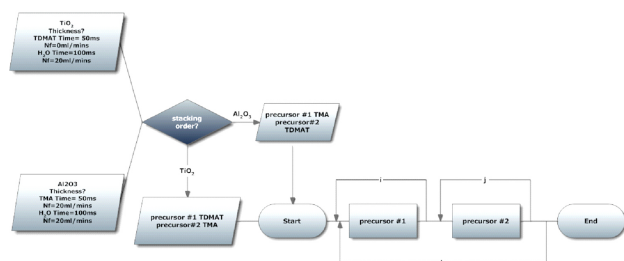 TiO₂
Thickness?
TDMAT Time= 50ms
Nf=0ml/mins
H₂O Time=100ms
Nf=20ml/mins
stacking
order?
Al₂O₃
precursor #1 TMA
precursor#2
TDMAT
TiO₂
Al2O3
Thickness?
TMA Time= 50ms
Nf=20ml/mins
H₂O Time=100ms
Nf=20ml/mins
precursor #1 TDMAT
precursor#2 TMA
Start
i
precursor #1
j
precursor #2
End